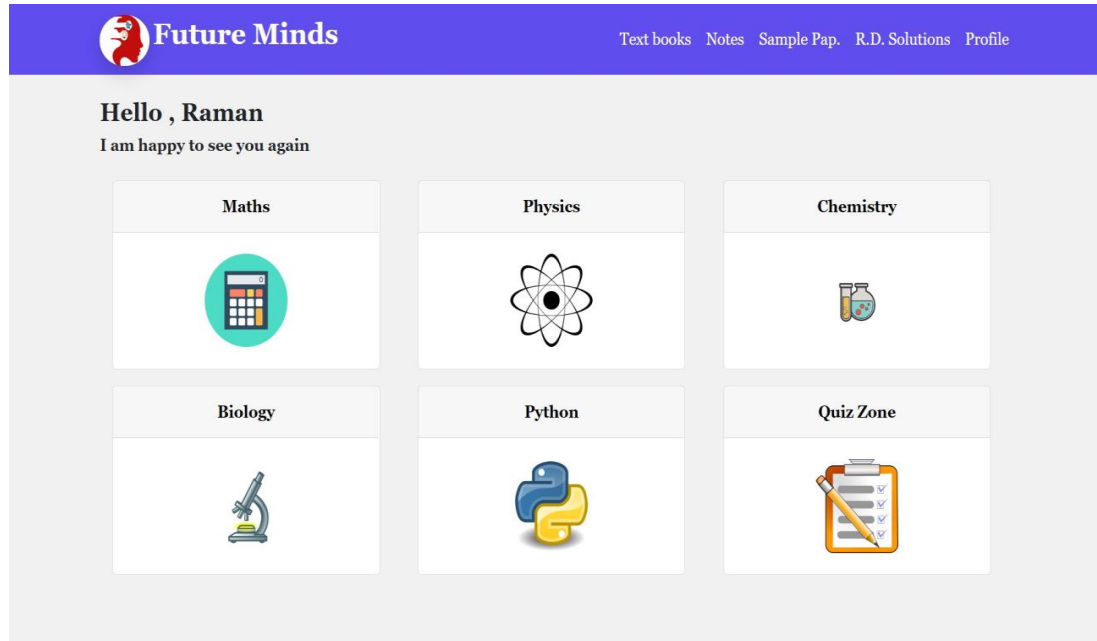 Future Minds
Text books Notes Sample Pap. R.D. Solutions Profile
Hello , Raman
I am happy to see you again
Maths
Physics
Chemistry
0
Biology
Python
Quiz Zone